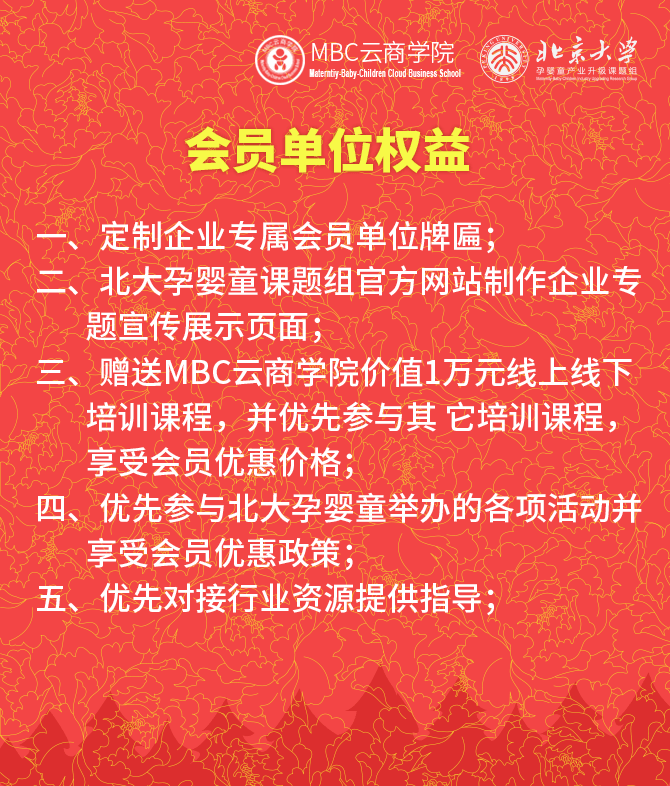 MBC云商学院
Materntiy-Baby-Children Cloud Business School
北京大学
孕婴童产业升级课题组
会员单位权益
一、定制企业专属会员单位牌匾；
二、北大孕婴童课题组官方网站制作企业专
题宣传展示页面；
三、赠送MBC云商学院价值1万元线上线下
培训课程，并优先参与其 它培训课程，
享受会员优惠价格；
四、优先参与北大孕婴童举办的各项活动并
享受会员优惠政策；
五、优先对接行业资源提供指导；